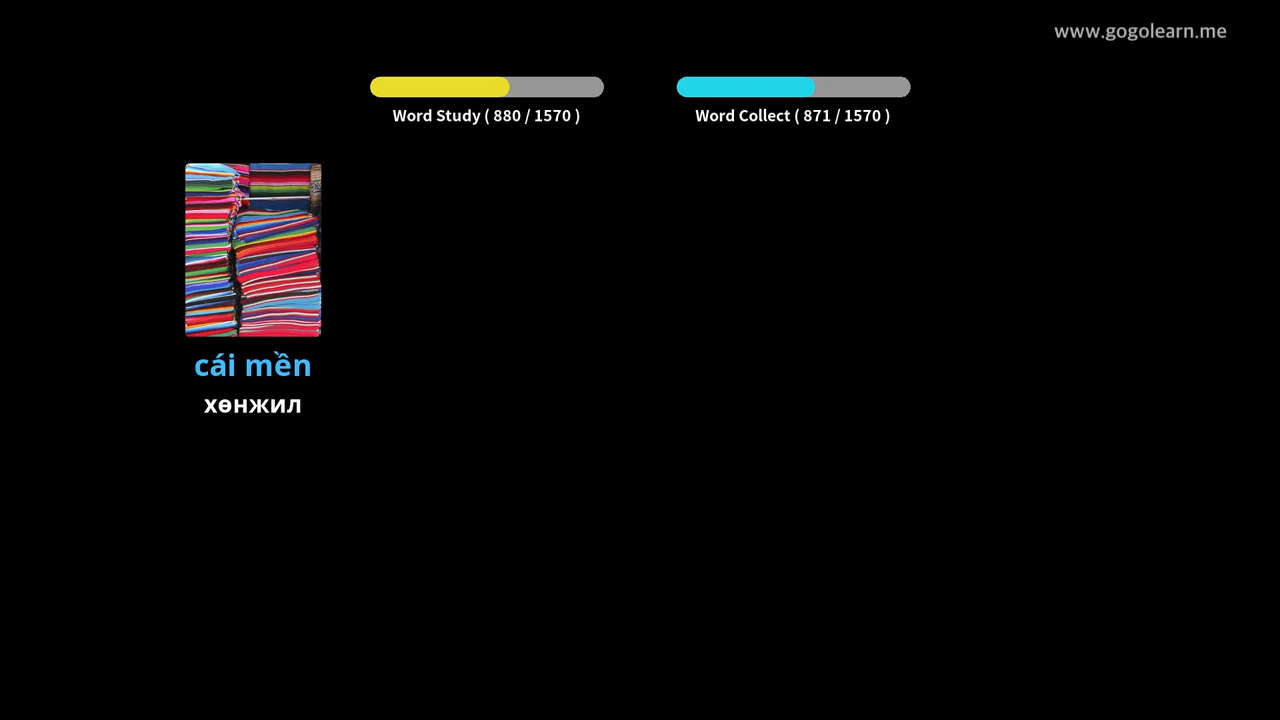 www.gogolearn.me
Word Study ( 880 / 1570 )
Word Collect ( 871 / 1570 )
cái mền
хөнжил